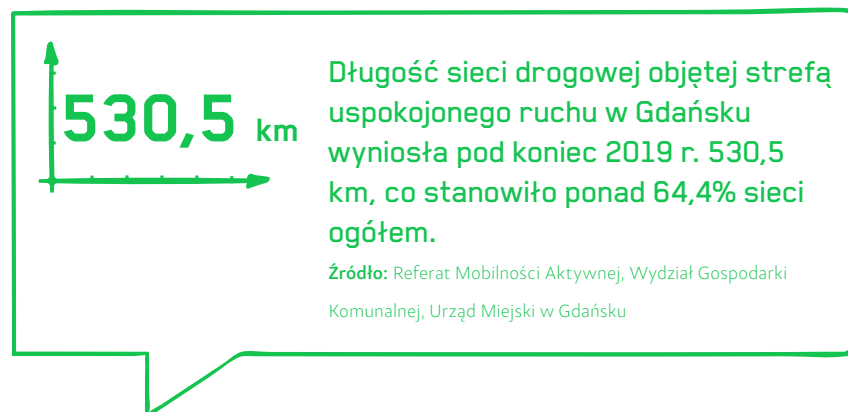 530,5 km
Długość sieci drogowej objętej strefą
uspokojonego ruchu w Gdańsku
wyniosła pod koniec 2019 r. 530,5
km, co stanowiło ponad 64,4% sieci
ogółem.
Źródło: Referat Mobilności Aktywnej, Wydział Gospodarki
Komunalnej, Urząd Miejski w Gdańsku